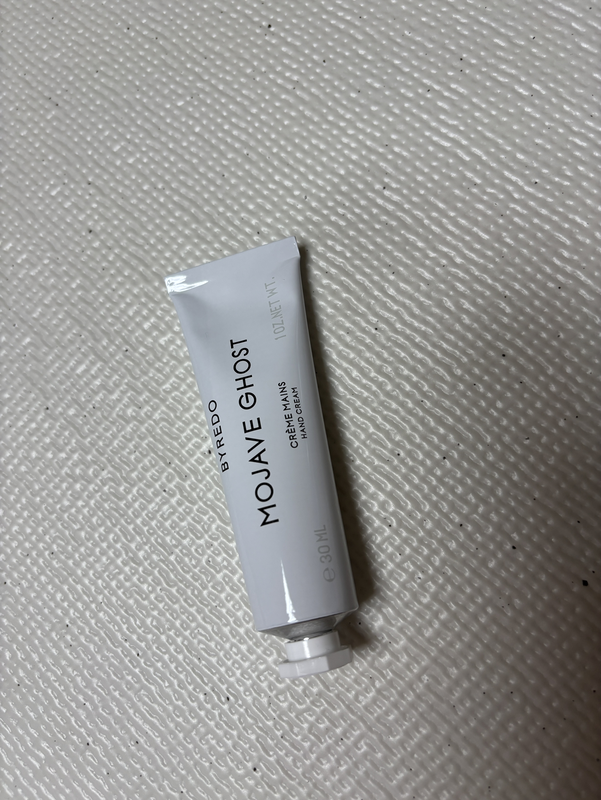 BYREDO
MOJAVE GHOST
CRÈME MAINS
HAND CREAM
1 OZ.NET WT.
℮ 30 ML